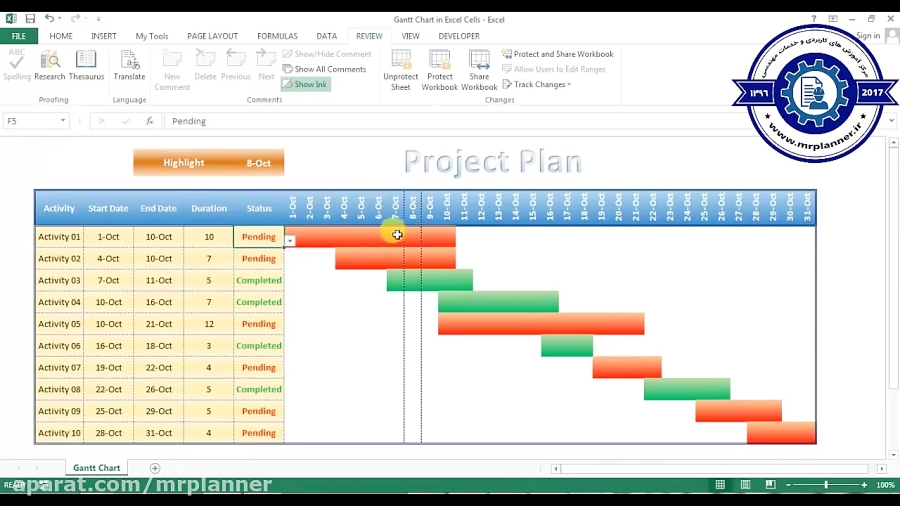 Gantt Chart in Excel Cells - Excel
Sign in
FILE HOME INSERT My Tools PAGE LAYOUT FORMULAS DATA REVIEW VIEW DEVELOPER
ABC
Spelling Research Thesaurus
Translate
New Comment Delete Previous Next
Show/Hide Comment
Show All Comments
Show Ink
Unprotect Sheet Protect Workbook Share Workbook
Protect and Share Workbook
Allow Users to Edit Ranges
Track Changes
Proofing Language Comments Changes
مرکز آموزش های کاربردی و خدمات مهندسی
۱۳۹۶ 2017
www.mrplanner.ir
F5 fx Pending
Highlight 8-Oct
Project Plan
Activity Start Date End Date Duration Status 1-Oct 2-Oct 3-Oct 4-Oct 5-Oct 6-Oct 7-Oct 8-Oct 9-Oct 10-Oct 11-Oct 12-Oct 13-Oct 14-Oct 15-Oct 16-Oct 17-Oct 18-Oct 19-Oct 20-Oct 21-Oct 22-Oct 23-Oct 24-Oct 25-Oct 26-Oct 27-Oct 28-Oct 29-Oct 30-Oct 31-Oct
Activity 01 1-Oct 10-Oct 10 Pending
Activity 02 4-Oct 10-Oct 7 Pending
Activity 03 7-Oct 11-Oct 5 Completed
Activity 04 10-Oct 16-Oct 7 Completed
Activity 05 10-Oct 21-Oct 12 Pending
Activity 06 16-Oct 18-Oct 3 Completed
Activity 07 19-Oct 22-Oct 4 Pending
Activity 08 22-Oct 26-Oct 5 Completed
Activity 09 25-Oct 29-Oct 5 Pending
Activity 10 28-Oct 31-Oct 4 Pending
Gantt Chart
READY
100%
aparat.com/mrplanner